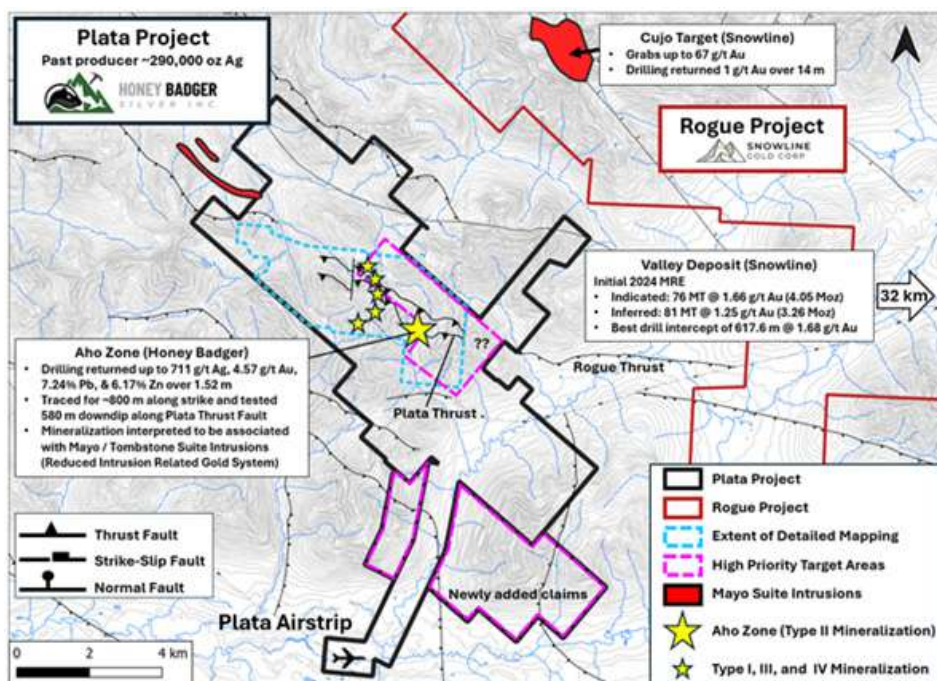 Plata Project
Past producer ~290,000 oz Ag
HONEY BADGER
SILVER INC.
Cujo Target (Snowline)
• Grabs up to 67 g/t Au
• Drilling returned 1 g/t Au over 14 m
Rogue Project
SNOWLINE
GOLD CORP
Valley Deposit (Snowline)
Initial 2024 MRE
• Indicated: 76 MT @ 1.66 g/t Au (4.05 Moz)
• Inferred: 81 MT @ 1.25 g/t Au (3.26 Moz)
• Best drill intercept of 617.6 m @ 1.68 g/t Au
32 km
??
Aho Zone (Honey Badger)
• Drilling returned up to 711 g/t Ag, 4.57 g/t Au,
7.24% Pb, & 6.17% Zn over 1.52 m
• Traced for ~800 m along strike and tested
580 m downdip along Plata Thrust Fault
• Mineralization interpreted to be associated
with Mayo / Tombstone Suite Intrusions
(Reduced Intrusion Related Gold System)
Rogue Thrust
Plata Thrust
Thrust Fault
Strike-Slip Fault
Normal Fault
Newly added claims
Plata Airstrip
0 2 4 km
Plata Project
Rogue Project
Extent of Detailed Mapping
High Priority Target Areas
Mayo Suite Intrusions
Aho Zone (Type II Mineralization)
Type I, III, and IV Mineralization